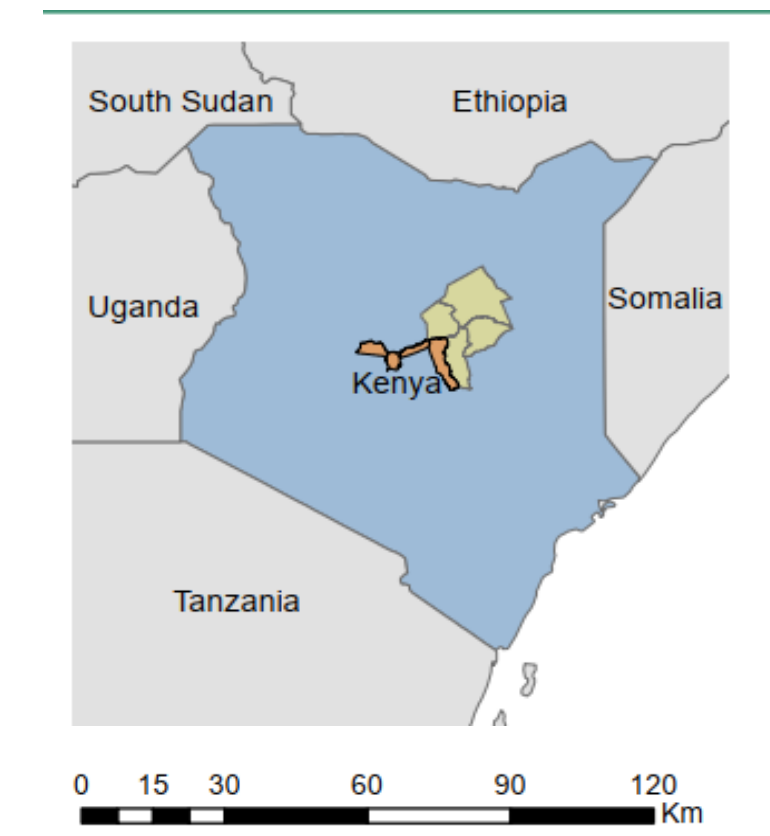 South Sudan
Ethiopia
Uganda
Somalia
Kenya
Tanzania
0 15 30 60 90 120
Km